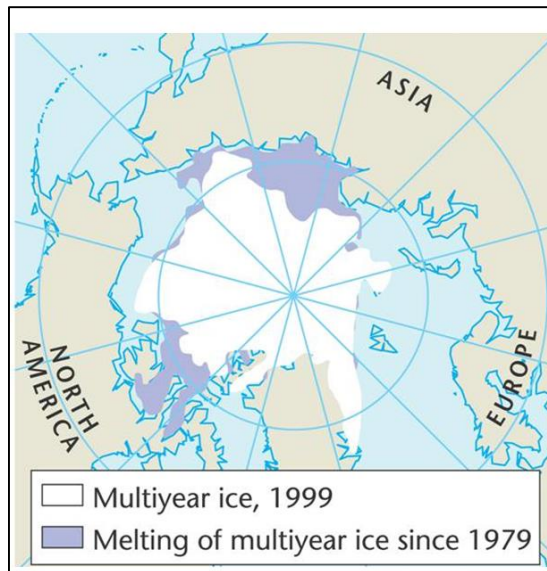 ASIA
NORTH
AMERICA
EUROPE
Multiyear ice, 1999
Melting of multiyear ice since 1979